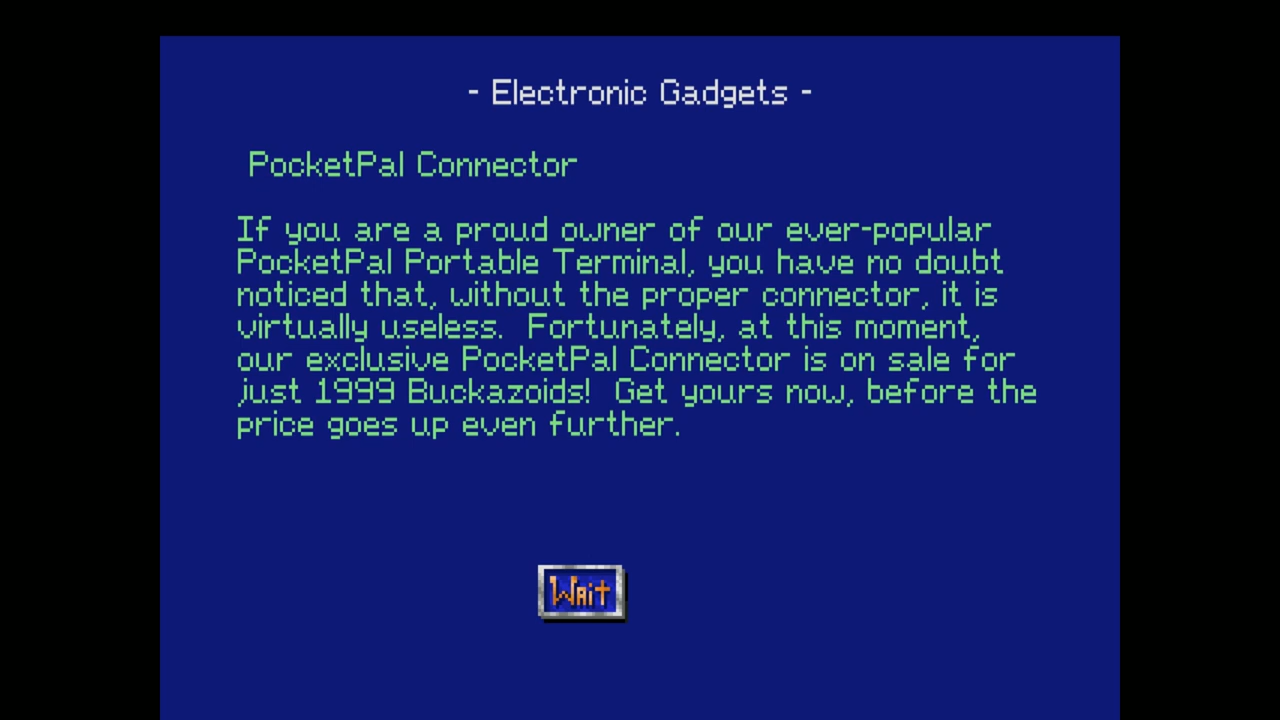 - Electronic Gadgets -
PocketPal Connector
If you are a proud owner of our ever-popular
PocketPal Portable Terminal, you have no doubt
noticed that, without the proper connector, it is
virtually useless.  Fortunately, at this moment,
our exclusive PocketPal Connector is on sale for
just 1999 Buckazoids!  Get yours now, before the
price goes up even further.
Wait